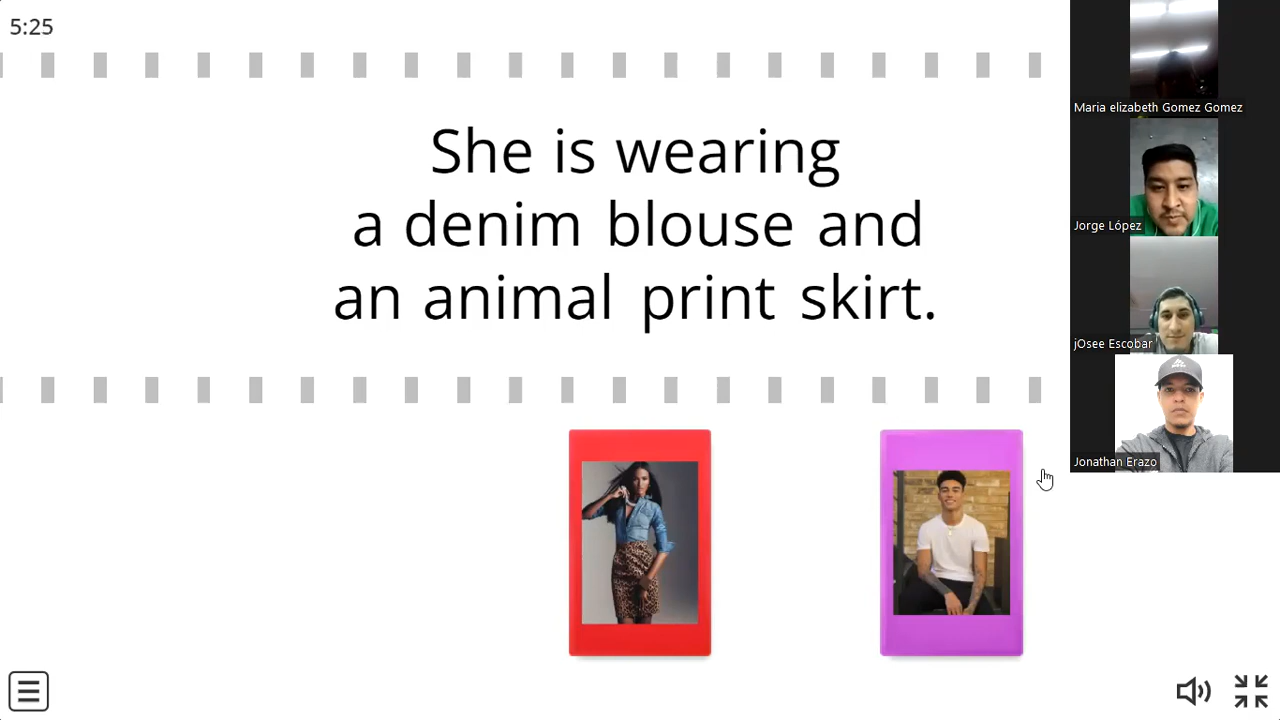 5:25
She is wearing
a denim blouse and
an animal print skirt.
Maria elizabeth Gomez Gomez
Jorge López
jOsee Escobar
Jonathan Erazo